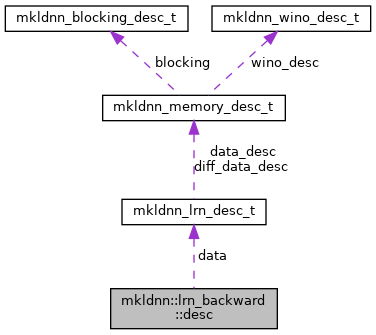 mkldnn_blocking_desc_t
mkldnn_wino_desc_t
blocking
wino_desc
mkldnn_memory_desc_t
data_desc
diff_data_desc
mkldnn_lrn_desc_t
data
mkldnn::lrn_backward
::desc